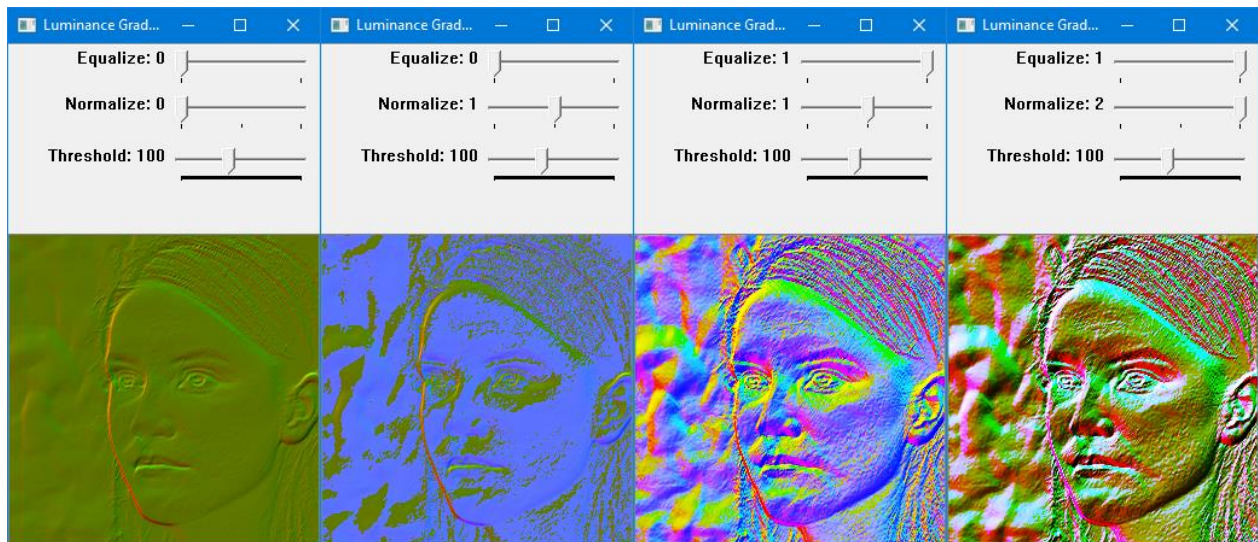 Luminance Grad...
Equalize: 0
Normalize: 0
Threshold: 100
Luminance Grad...
Equalize: 0
Normalize: 1
Threshold: 100
Luminance Grad...
Equalize: 1
Normalize: 1
Threshold: 100
Luminance Grad...
Equalize: 1
Normalize: 2
Threshold: 100